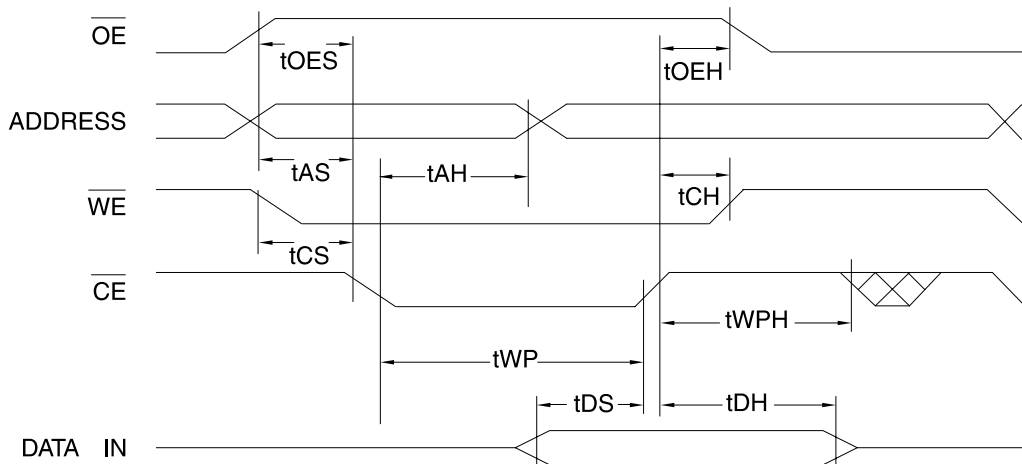 OE
tOES
tOEH
ADDRESS
tAS
tAH
tCH
WE
tCS
CE
tWPH
tWP
tDS
tDH
DATA IN